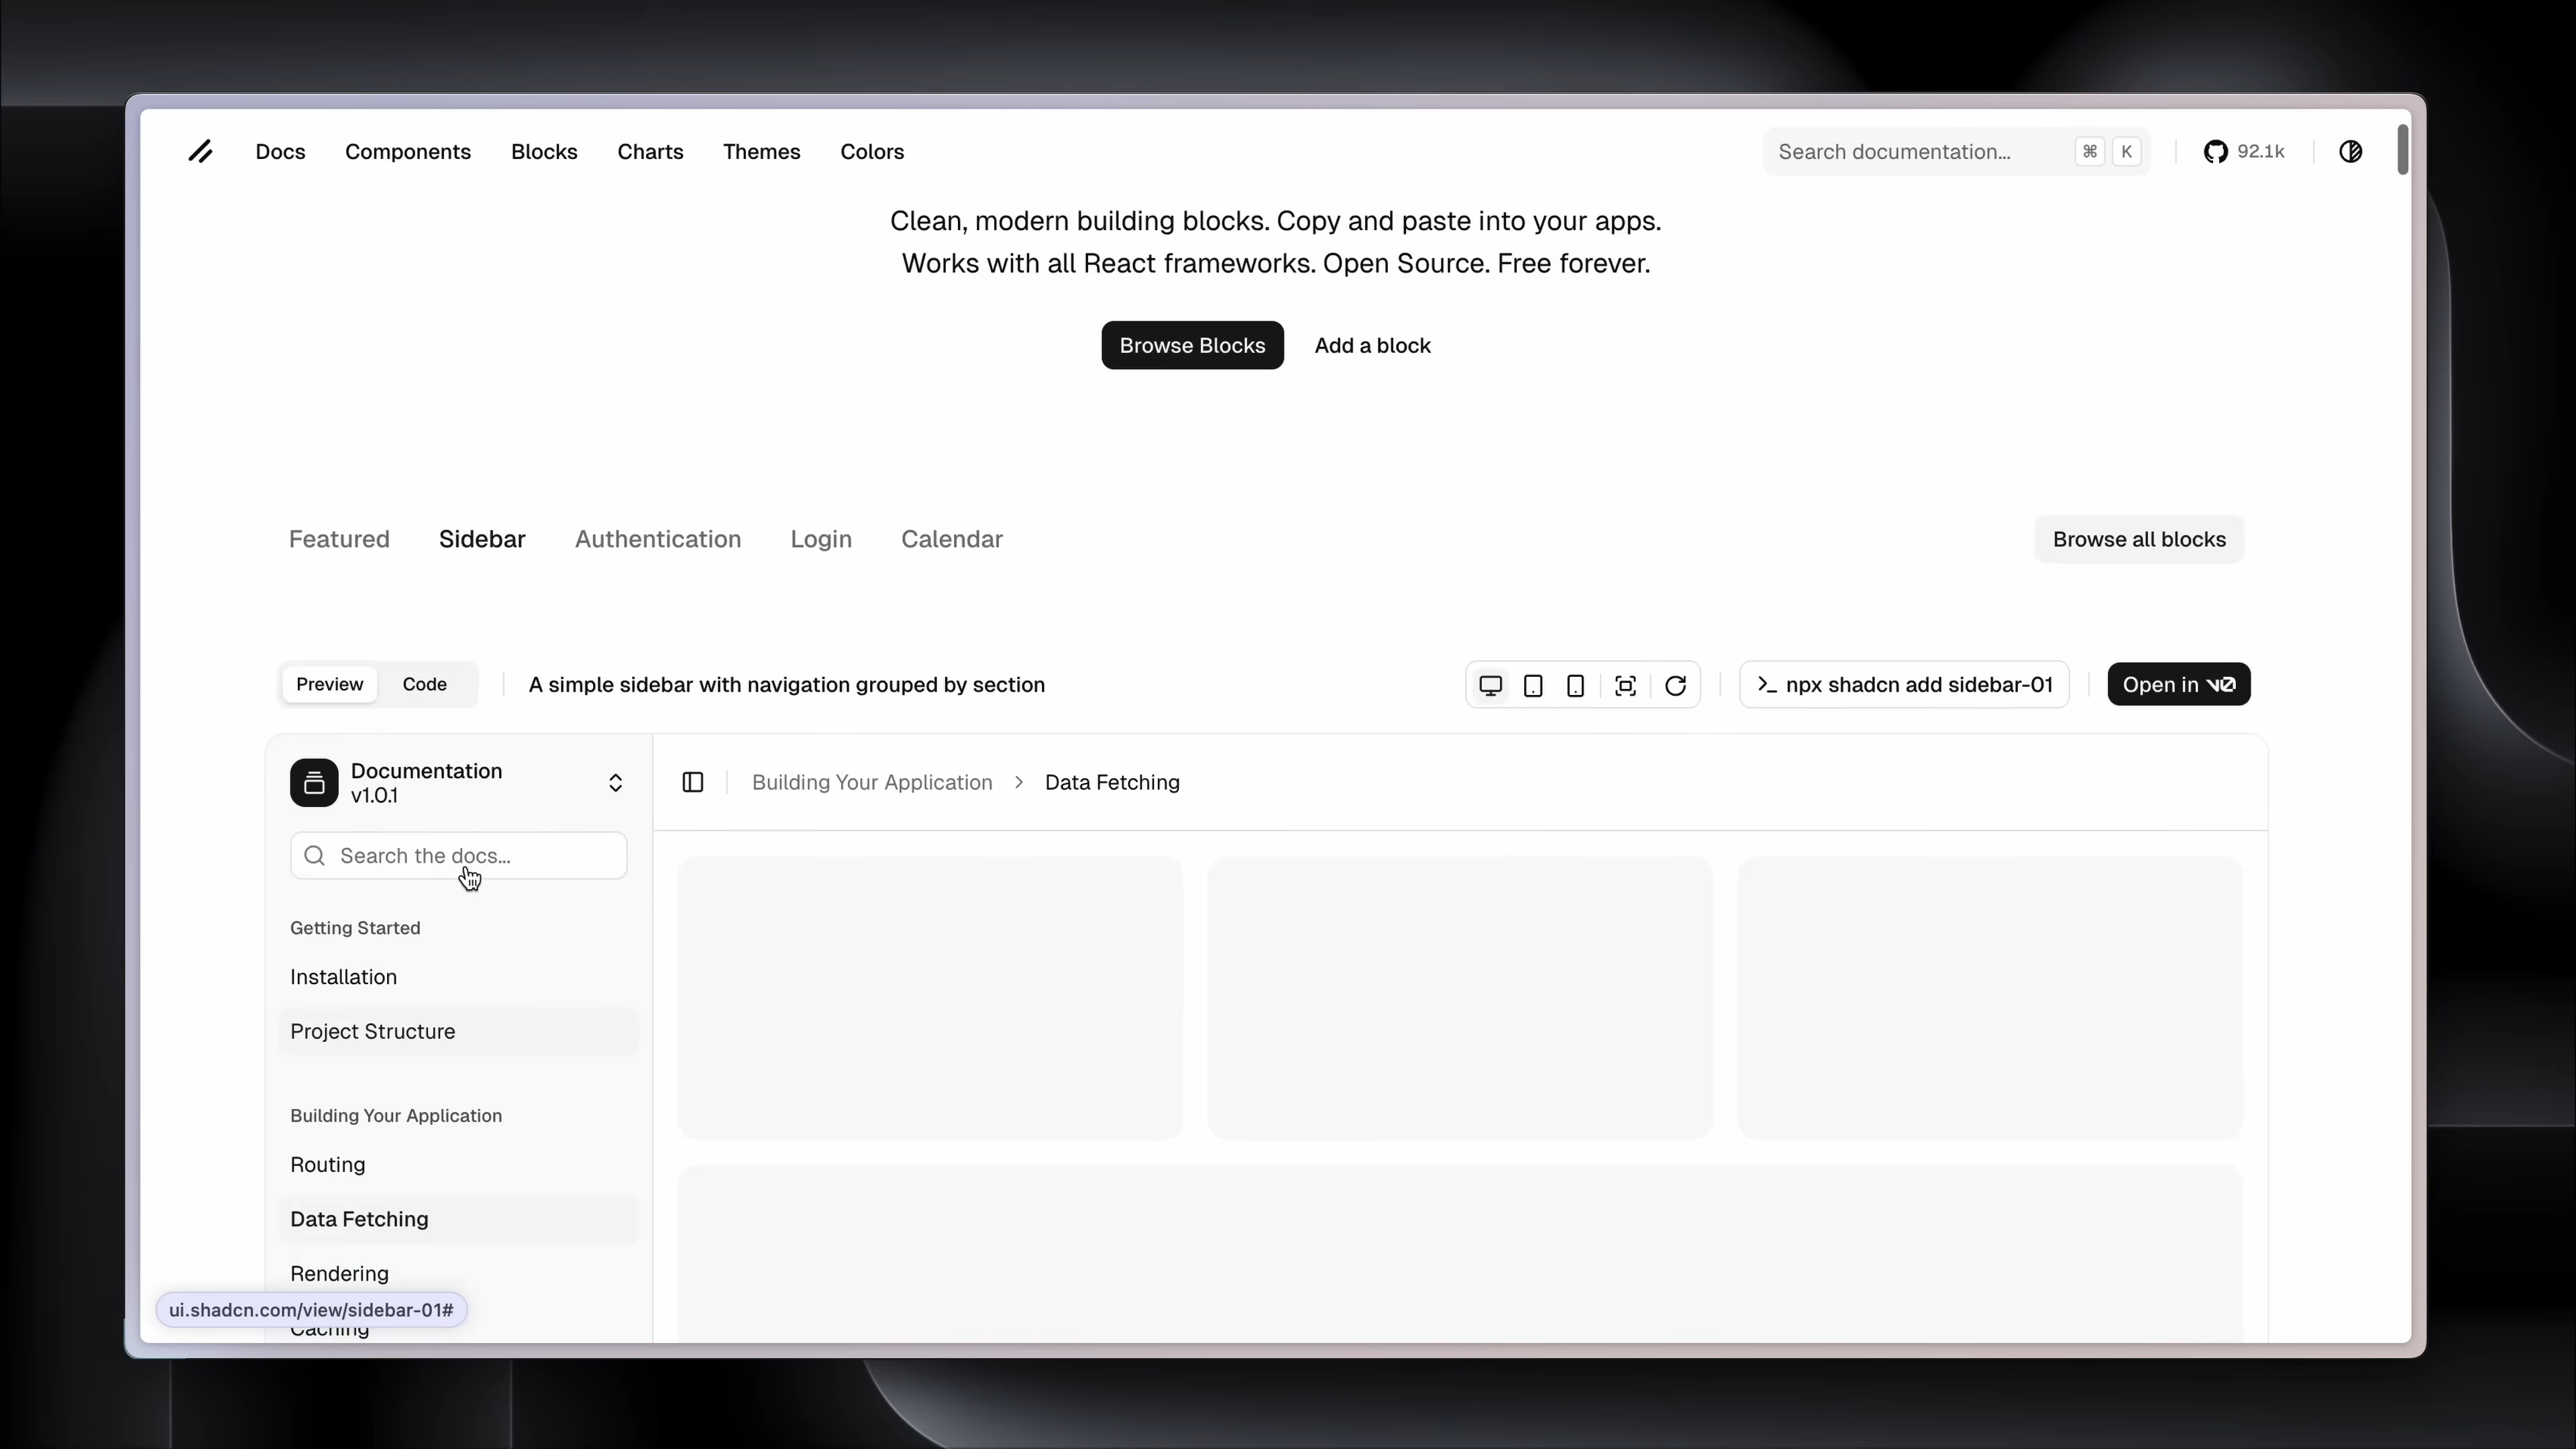 Docs Components Blocks Charts Themes Colors
Search documentation... ⌘ K
92.1k
Clean, modern building blocks. Copy and paste into your apps.
Works with all React frameworks. Open Source. Free forever.
Browse Blocks Add a block
Featured Sidebar Authentication Login Calendar
Browse all blocks
Preview Code
A simple sidebar with navigation grouped by section
npx shadcn add sidebar-01
Open in v0
Documentation
v1.0.1
Building Your Application > Data Fetching
Search the docs...
Getting Started
Installation
Project Structure
Building Your Application
Routing
Data Fetching
Rendering
ui.shadcn.com/view/sidebar-01#
Caching